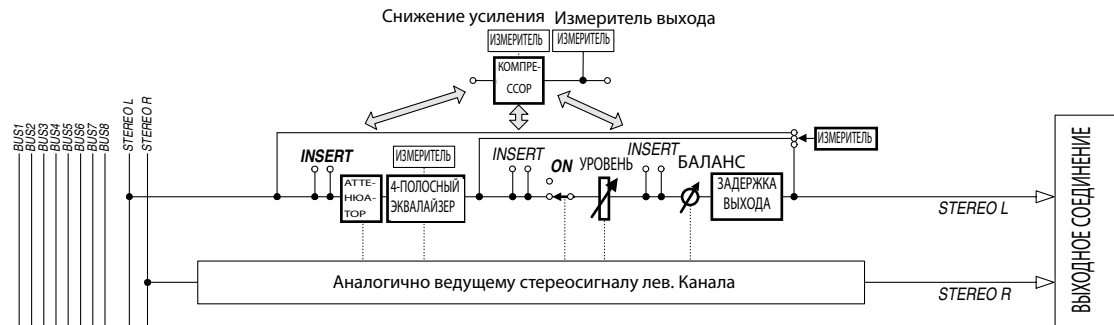 Снижение усиления
Измеритель выхода
ИЗМЕРИТЕЛЬ
ИЗМЕРИТЕЛЬ
КОМПРЕ-
ССОР
BUS1
BUS2
BUS3
BUS4
BUS5
BUS6
BUS7
BUS8
STEREO L
STEREO R
INSERT
ИЗМЕРИТЕЛЬ
INSERT
ON
УРОВЕНЬ
INSERT
БАЛАНС
ИЗМЕРИТЕЛЬ
АТТЕ-
НЮА-
ТОР
4-ПОЛОСНЫЙ
ЭКВАЛАЙЗЕР
ЗАДЕРЖКА
ВЫХОДА
STEREO L
Аналогично ведущему стереосигналу лев. Канала
STEREO R
ВЫХОДНОЕ СОЕДИНЕНИЕ